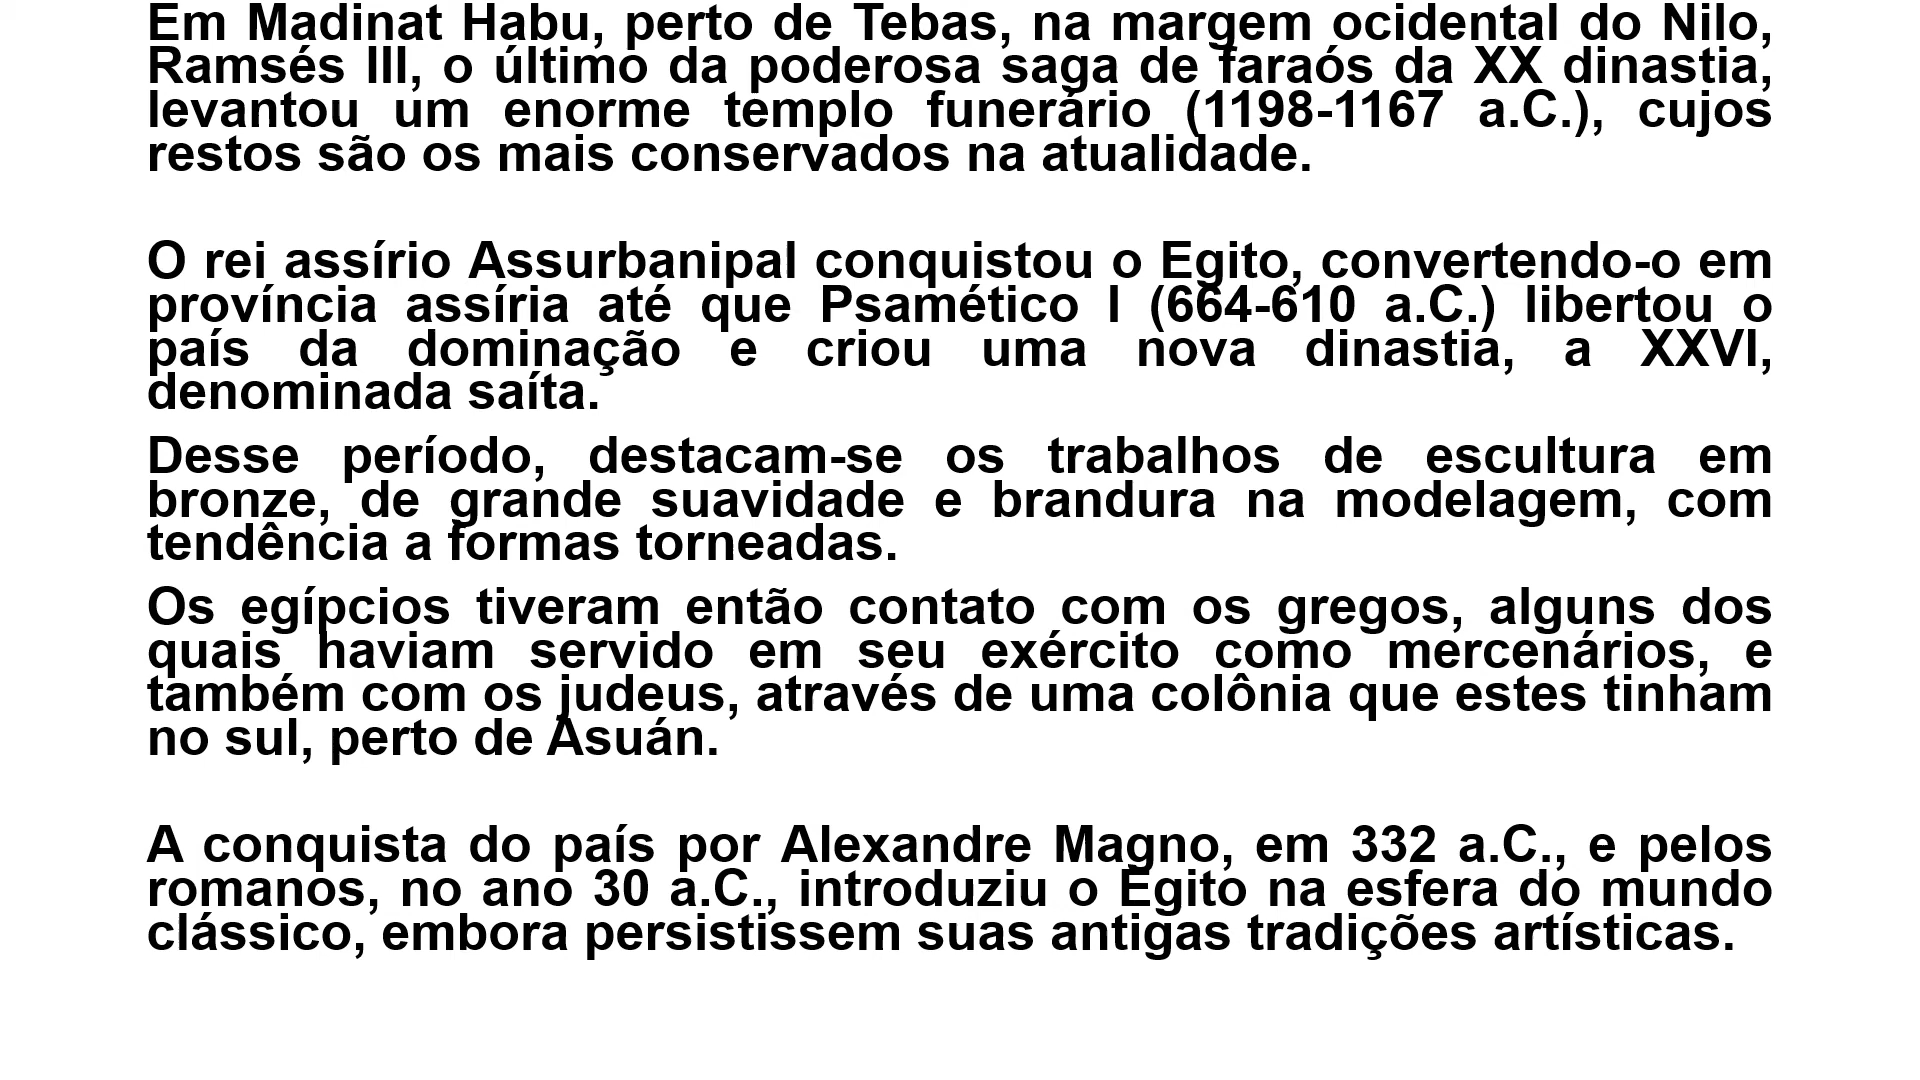 Em Madinat Habu, perto de Tebas, na margem ocidental do Nilo,
Ramsés III, o último da poderosa saga de faraós da XX dinastia,
levantou um enorme templo funerário (1198-1167 a.C.), cujos
restos são os mais conservados na atualidade.
O rei assírio Assurbanipal conquistou o Egito, convertendo-o em
província assíria até que Psamético I (664-610 a.C.) libertou o
país da dominação e criou uma nova dinastia, a XXVI,
denominada saíta.
Desse período, destacam-se os trabalhos de escultura em
bronze, de grande suavidade e brandura na modelagem, com
tendência a formas torneadas.
Os egípcios tiveram então contato com os gregos, alguns dos
quais haviam servido em seu exército como mercenários, e
também com os judeus, através de uma colônia que estes tinham
no sul, perto de Asuán.
A conquista do país por Alexandre Magno, em 332 a.C., e pelos
romanos, no ano 30 a.C., introduziu o Egito na esfera do mundo
clássico, embora persistissem suas antigas tradições artísticas.